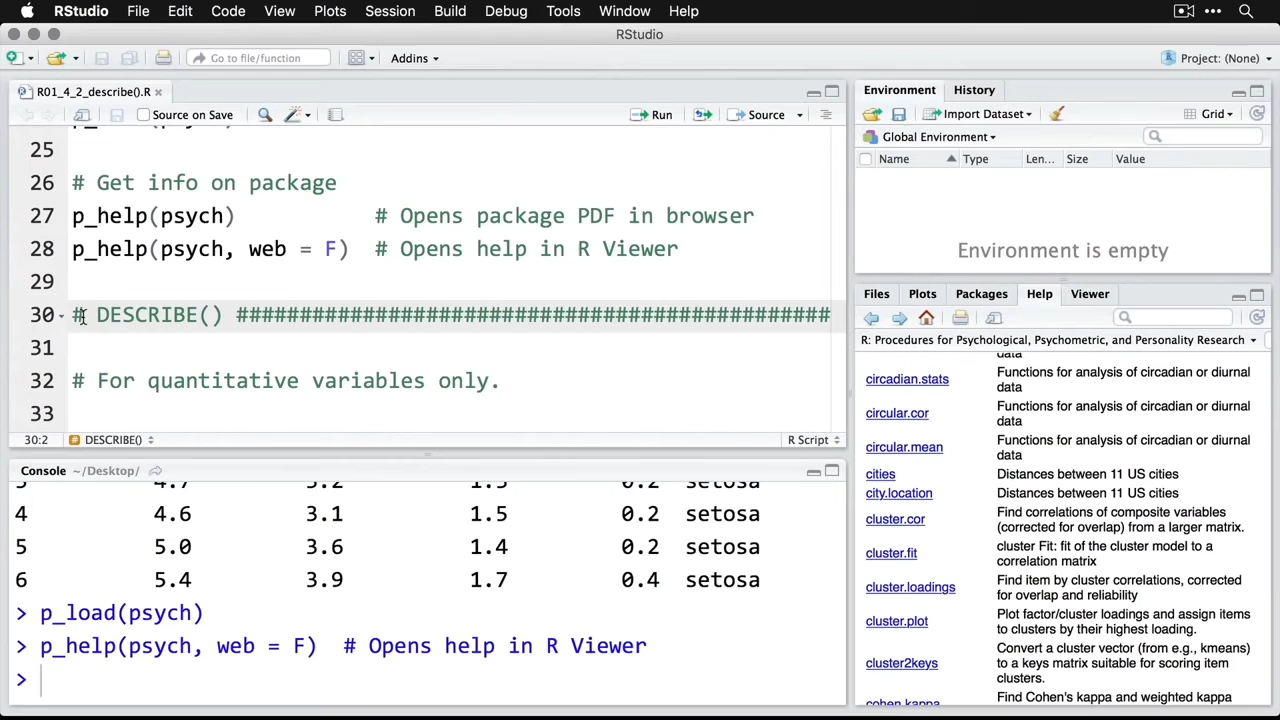 RStudio File Edit Code View Plots Session Build Debug Tools Window Help
RStudio
Go to file/function Addins Project: (None)
R01_4_2_describe().R
Source on Save Run Source
25
26 # Get info on package
27 p_help(psych) # Opens package PDF in browser
28 p_help(psych, web = F) # Opens help in R Viewer
29
30 # DESCRIBE() ###############################################
31
32 # For quantitative variables only.
33
30:2 DESCRIBE() R Script
Console ~/Desktop/
4 4.6 3.1 1.5 0.2 setosa
5 5.0 3.6 1.4 0.2 setosa
6 5.4 3.9 1.7 0.4 setosa
> p_load(psych)
> p_help(psych, web = F) # Opens help in R Viewer
>
Environment History
Import Dataset Grid
Global Environment
Name Type Len... Size Value
Environment is empty
Files Plots Packages Help Viewer
R: Procedures for Psychological, Psychometric, and Personality Research
data
circadian.stats Functions for analysis of circadian or diurnal
data
circular.cor Functions for analysis of circadian or diurnal
data
circular.mean Functions for analysis of circadian or diurnal
data
cities Distances between 11 US cities
city.location Distances between 11 US cities
cluster.cor Find correlations of composite variables
(corrected for overlap) from a larger matrix.
cluster.fit cluster Fit: fit of the cluster model to a
correlation matrix
cluster.loadings Find item by cluster correlations, corrected
for overlap and reliability
cluster.plot Plot factor/cluster loadings and assign items
to clusters by their highest loading.
cluster2keys Convert a cluster vector (from e.g., kmeans)
to a keys matrix suitable for scoring item
clusters.
cohen.kappa Find Cohen's kappa and weighted kappa